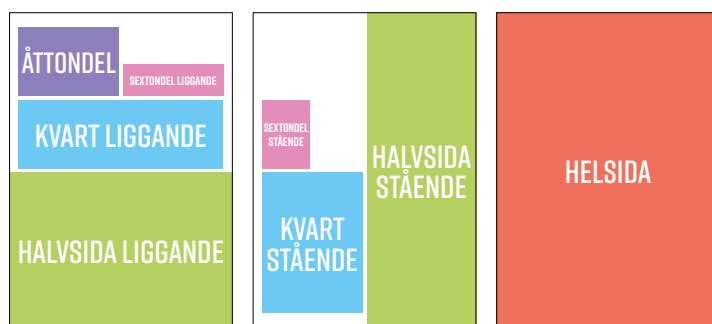 ÅTTONDEL
SEXTONDEL LIGGANDE
KVART LIGGANDE
HALVSIDA LIGGANDE
SEXTONDEL
STÅENDE
KVART
STÅENDE
HALVSIDA
STÅENDE
HELSIDA